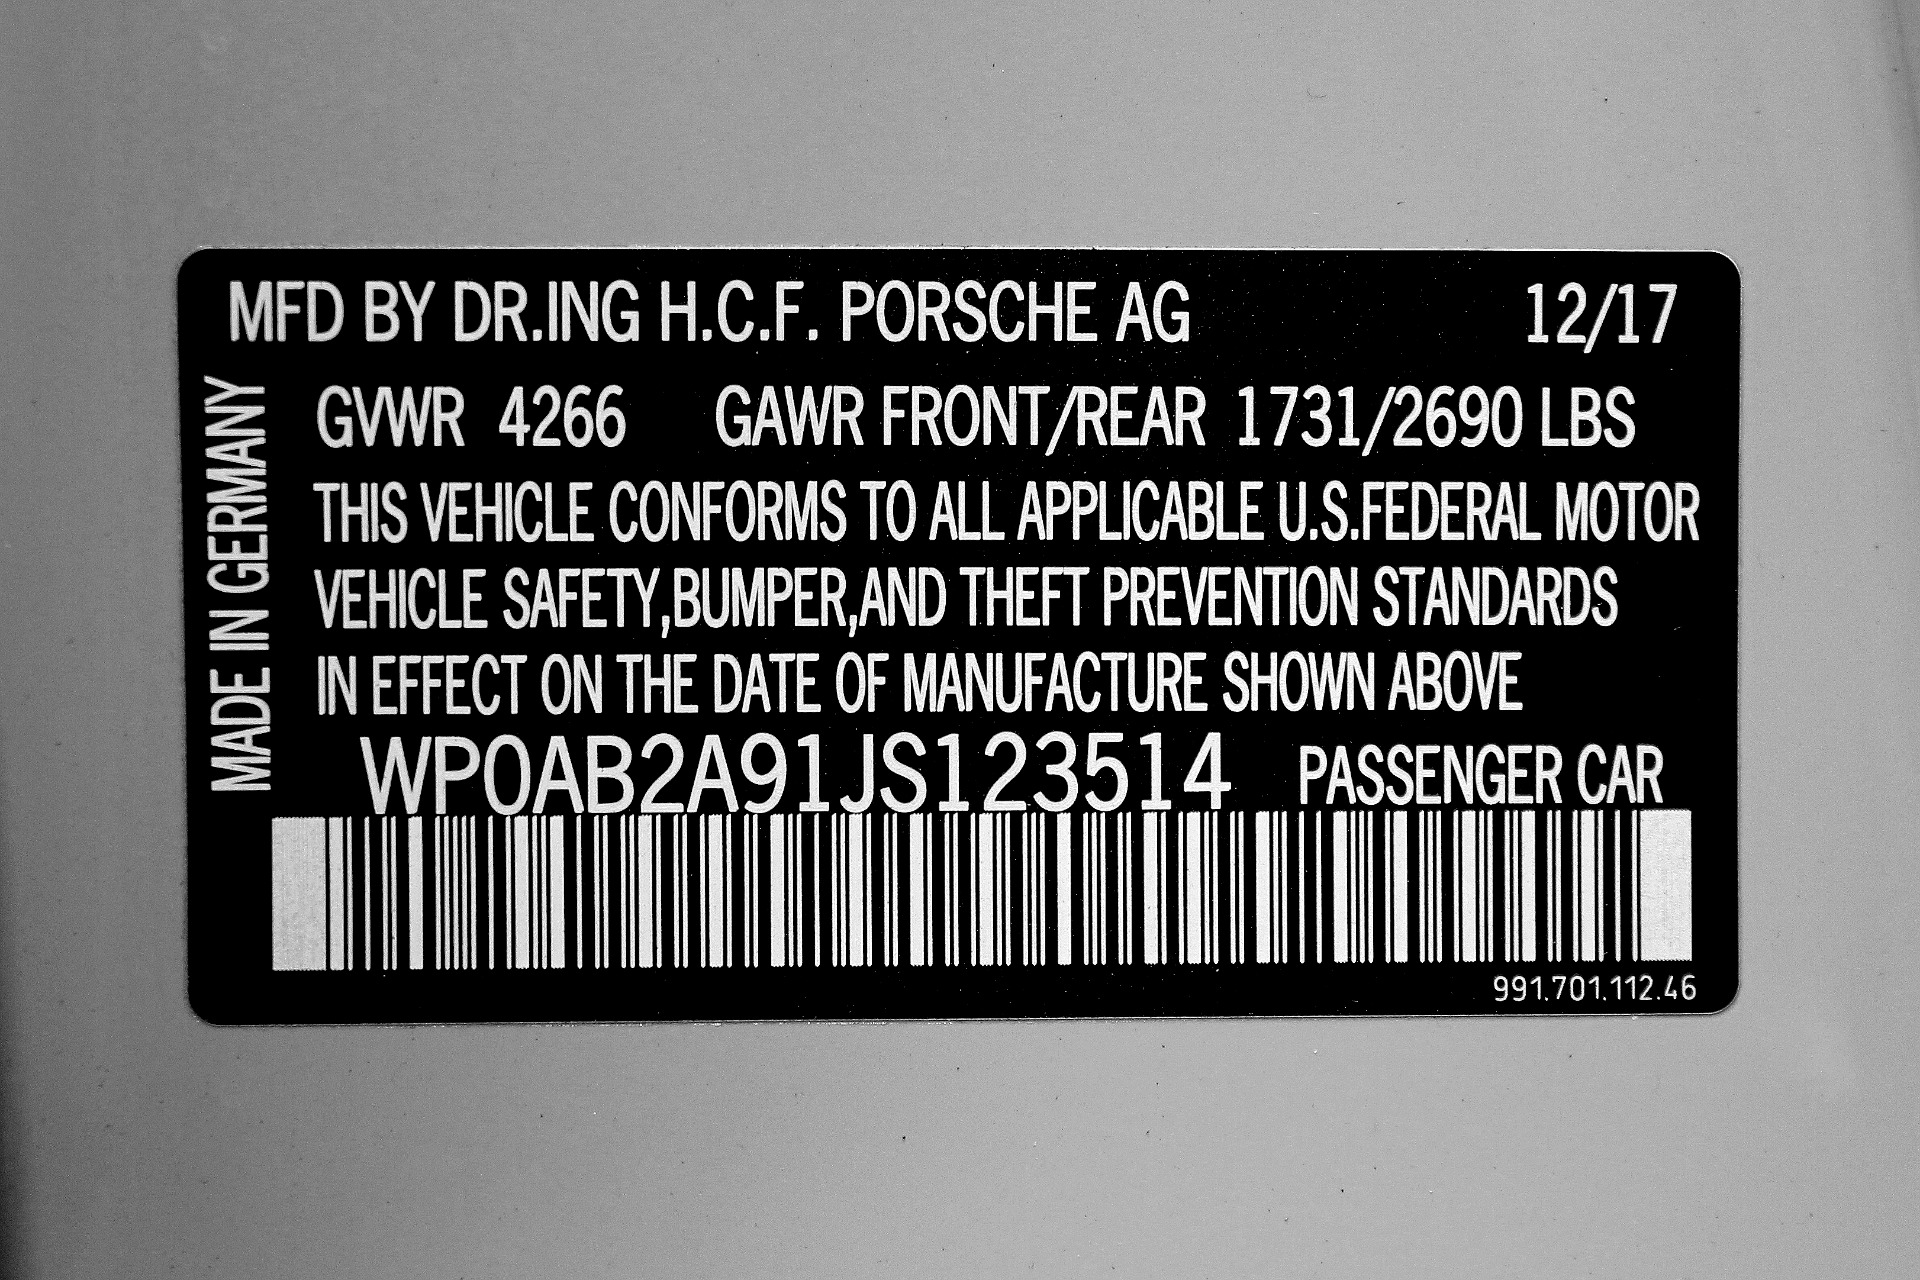 MFD BY DR.ING H.C.F. PORSCHE AG 12/17
MADE IN GERMANY
GVWR 4266 GAWR FRONT/REAR 1731/2690 LBS
THIS VEHICLE CONFORMS TO ALL APPLICABLE U.S.FEDERAL MOTOR
VEHICLE SAFETY,BUMPER,AND THEFT PREVENTION STANDARDS
IN EFFECT ON THE DATE OF MANUFACTURE SHOWN ABOVE
WP0AB2A91JS123514 PASSENGER CAR
991.701.112.46